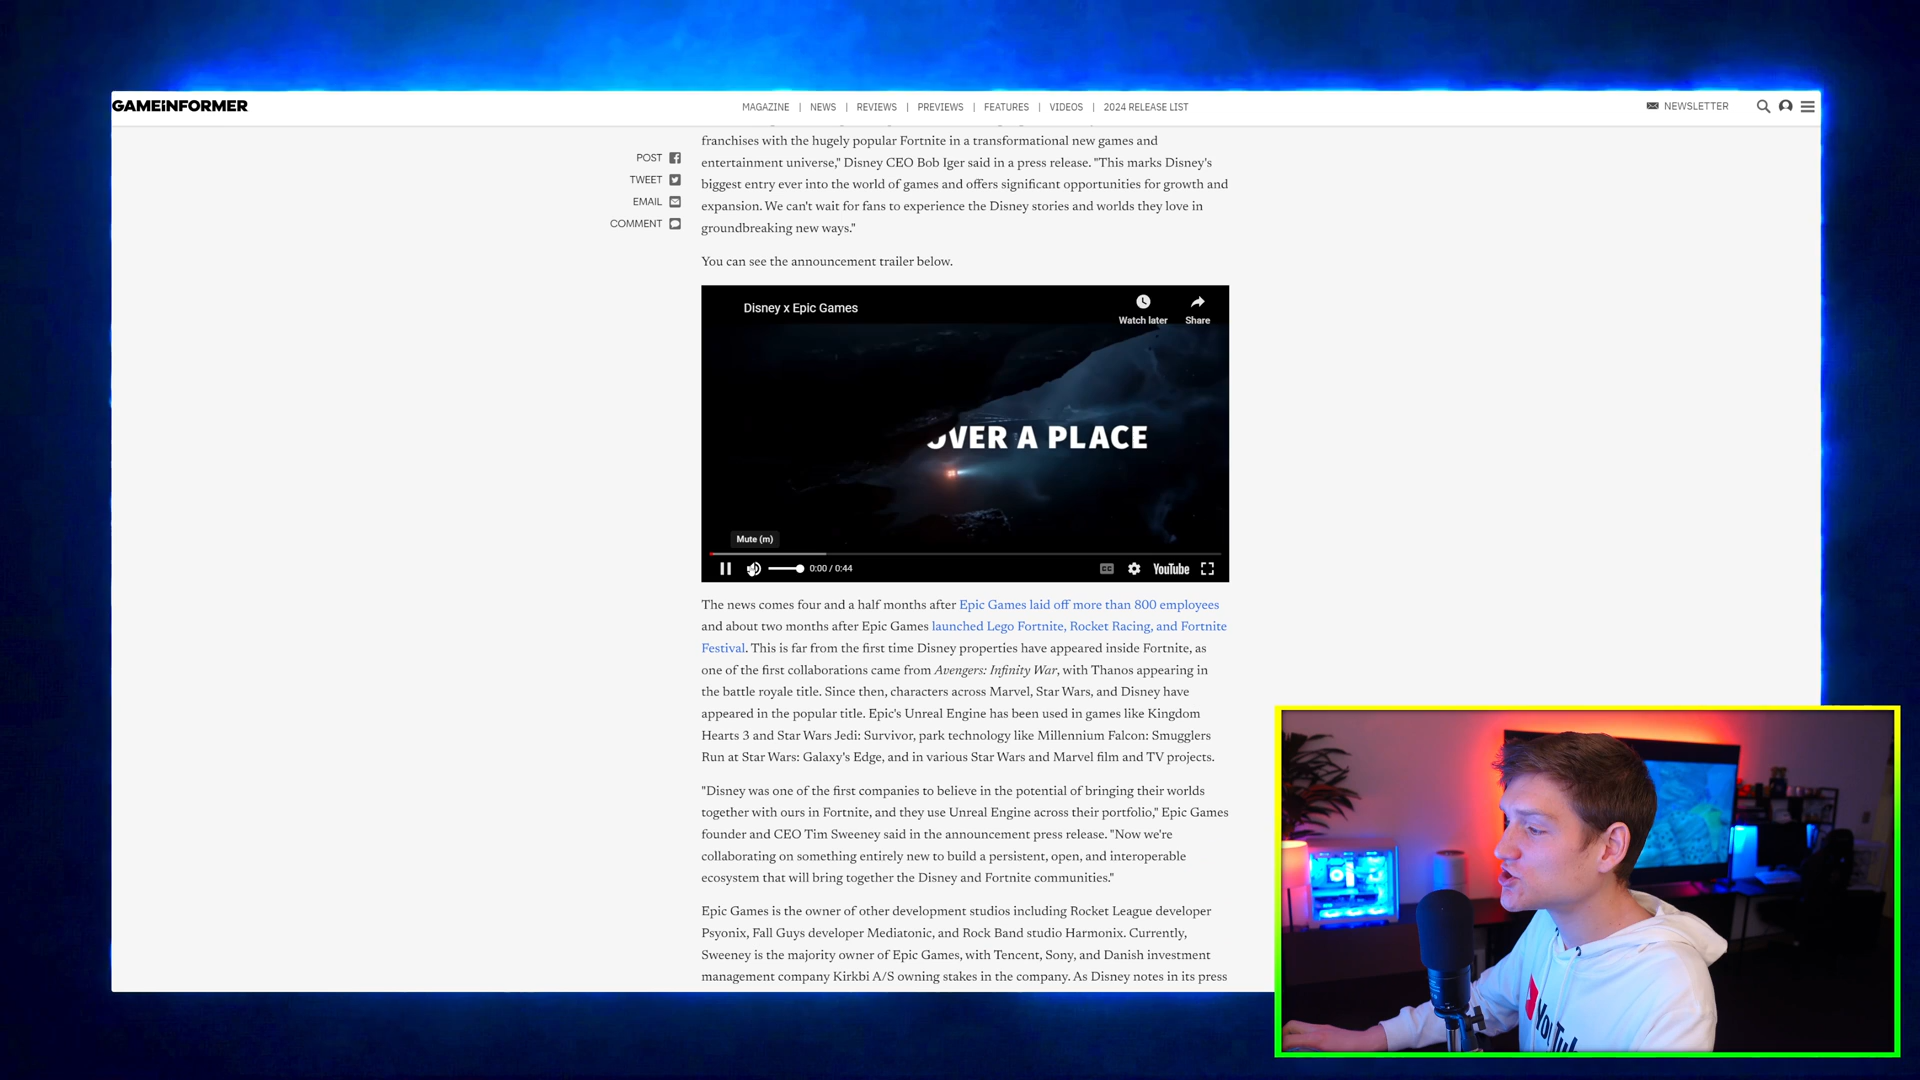 GAMEINFORMER
MAGAZINE | NEWS | REVIEWS | PREVIEWS | FEATURES | VIDEOS | 2024 RELEASE LIST
NEWSLETTER
POST
TWEET
EMAIL
COMMENT
franchises with the hugely popular Fortnite in a transformational new games and
entertainment universe," Disney CEO Bob Iger said in a press release. "This marks Disney's
biggest entry ever into the world of games and offers significant opportunities for growth and
expansion. We can't wait for fans to experience the Disney stories and worlds they love in
groundbreaking new ways."
You can see the announcement trailer below.
Disney x Epic Games
Watch later
Share
OVER A PLACE
Mute (m)
0:00 / 0:44
CC
YouTube
The news comes four and a half months after Epic Games laid off more than 800 employees
and about two months after Epic Games launched Lego Fortnite, Rocket Racing, and Fortnite
Festival. This is far from the first time Disney properties have appeared inside Fortnite, as
one of the first collaborations came from Avengers: Infinity War, with Thanos appearing in
the battle royale title. Since then, characters across Marvel, Star Wars, and Disney have
appeared in the popular title. Epic's Unreal Engine has been used in games like Kingdom
Hearts 3 and Star Wars Jedi: Survivor, park technology like Millennium Falcon: Smugglers
Run at Star Wars: Galaxy's Edge, and in various Star Wars and Marvel film and TV projects.
"Disney was one of the first companies to believe in the potential of bringing their worlds
together with ours in Fortnite, and they use Unreal Engine across their portfolio," Epic Games
founder and CEO Tim Sweeney said in the announcement press release. "Now we're
collaborating on something entirely new to build a persistent, open, and interoperable
ecosystem that will bring together the Disney and Fortnite communities."
Epic Games is the owner of other development studios including Rocket League developer
Psyonix, Fall Guys developer Mediatonic, and Rock Band studio Harmonix. Currently,
Sweeney is the majority owner of Epic Games, with Tencent, Sony, and Danish investment
management company Kirkbi A/S owning stakes in the company. As Disney notes in its press
YouTube